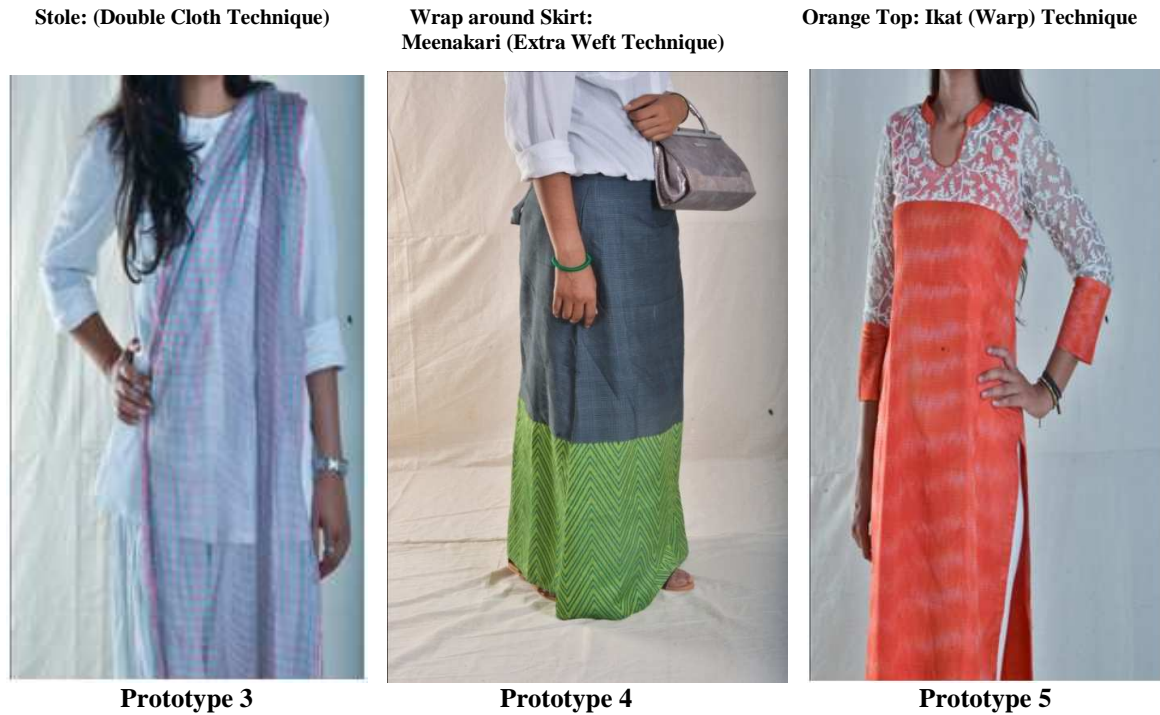 Stole: (Double Cloth Technique)
Wrap around Skirt:
Meenakari (Extra Weft Technique)
Orange Top: Ikat (Warp) Technique
Prototype 3
Prototype 4
Prototype 5